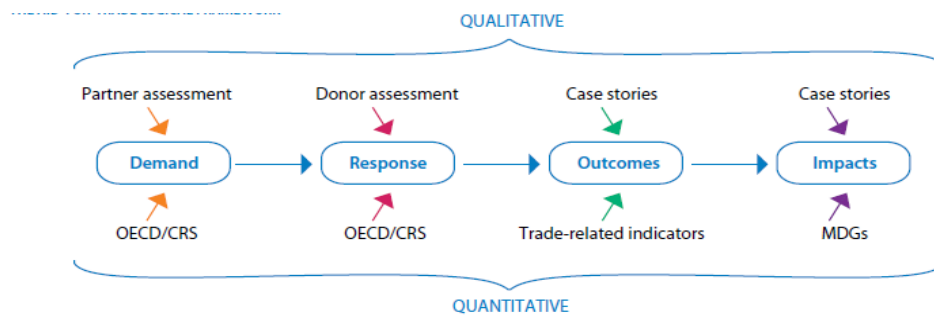 QUALITATIVE
Partner assessment
Donor assessment
Case stories
Case stories
Demand
Response
Outcomes
Impacts
OECD/CRS
OECD/CRS
Trade-related indicators
MDGs
QUANTITATIVE